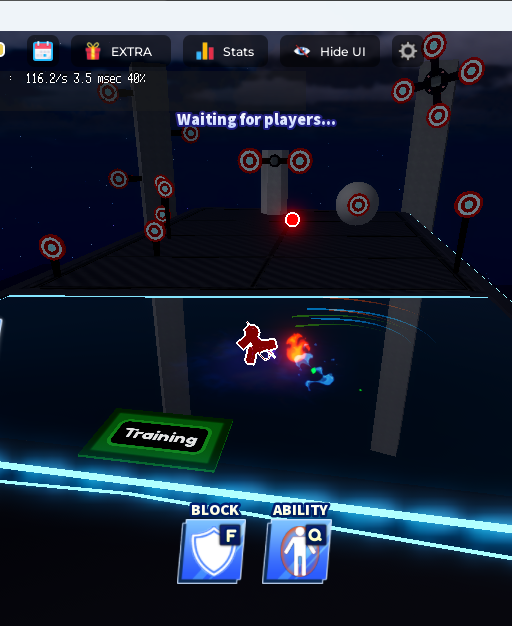 EXTRA
Stats
Hide UI
: 116.2/s 3.5 msec 40%
Waiting for players...
Training
BLOCK
ABILITY
F
Q